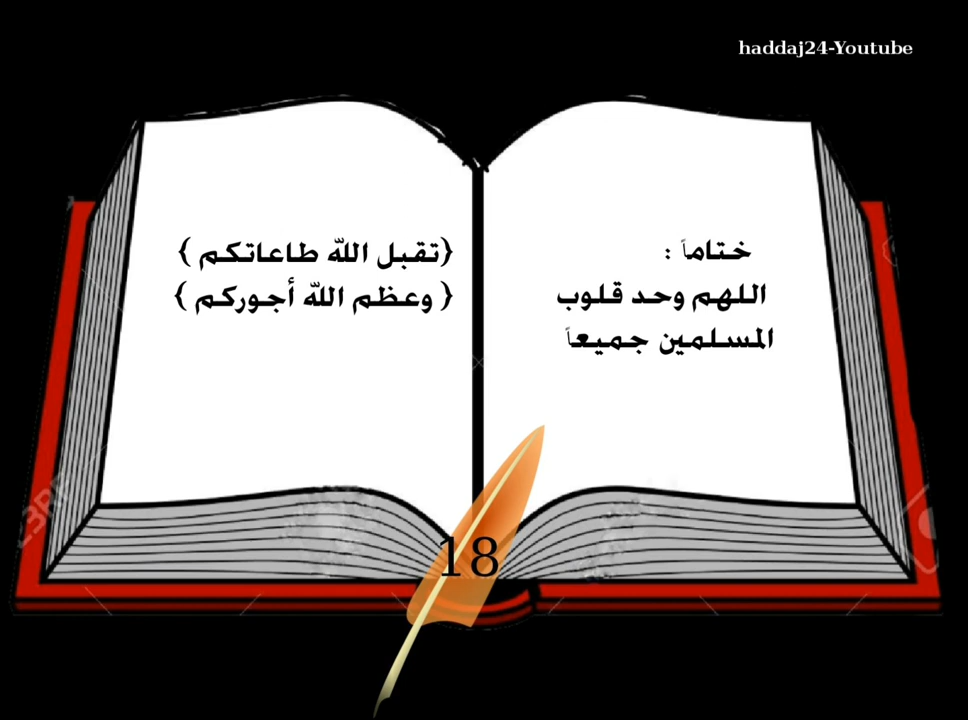 haddaj24-Youtube
ختاماً :
اللهم وحد قلوب
المسلمين جميعاً
{تقبل الله طاعاتكم }
{ وعظم الله أجوركم }
18